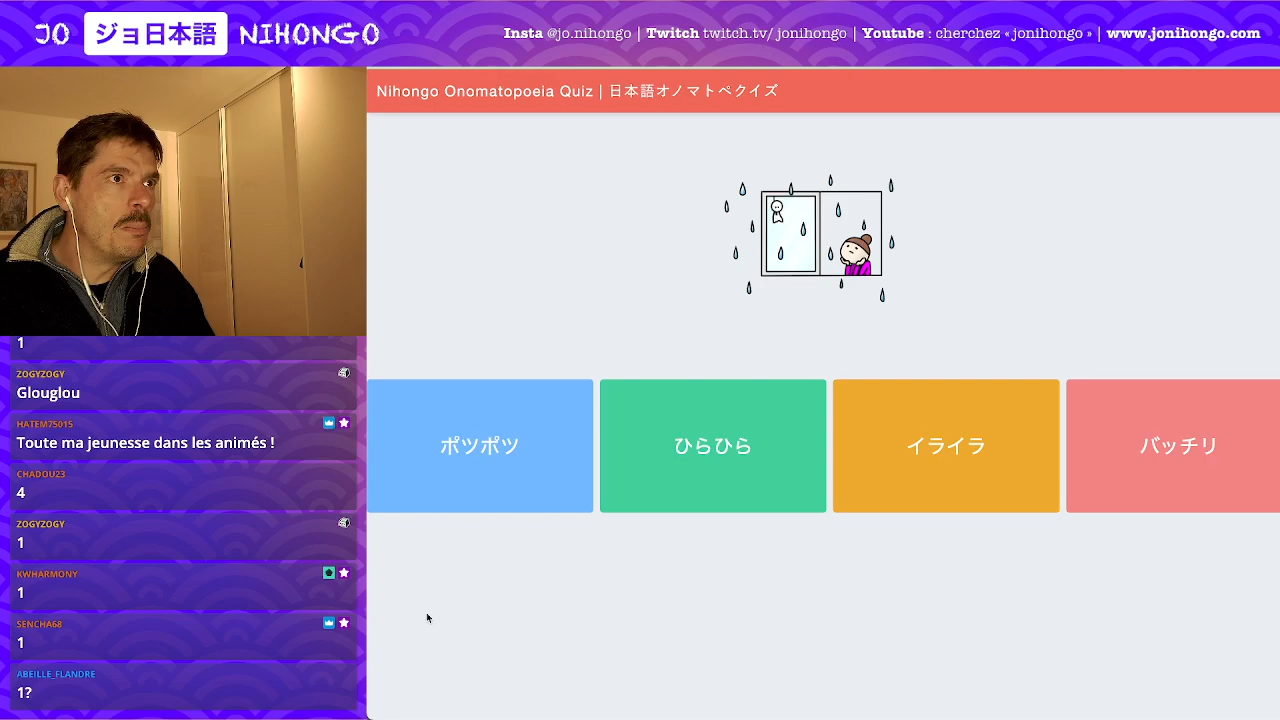 JO ジョ日本語 NIHONGO
Insta @jo.nihongo | Twitch twitch.tv/jonihongo | Youtube : cherchez « jonihongo » | www.jonihongo.com
Nihongo Onomatopoeia Quiz | 日本語オノマトペクイズ
ポツポツ
ひらひら
イライラ
バッチリ
1
ZOGYZOGY
Glouglou
HATEM75015
Toute ma jeunesse dans les animés !
CHADOU23
4
ZOGYZOGY
1
KWHARMONY
1
SENCHA68
1
ABEILLE_FLANDRE
1?